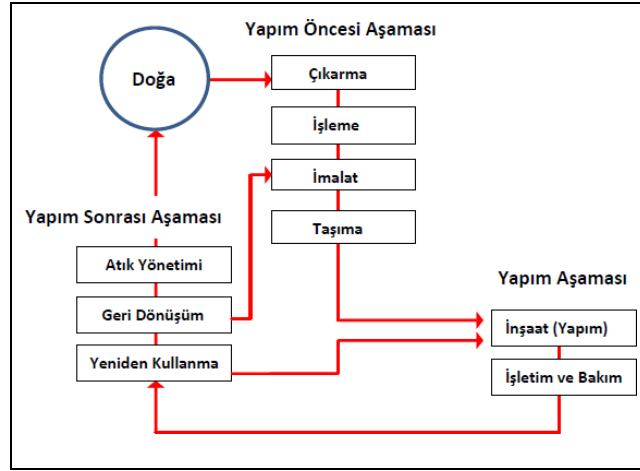 Yapım Öncesi Aşaması
Doğa
Çıkarma
İşleme
İmalat
Taşıma
Yapım Sonrası Aşaması
Atık Yönetimi
Geri Dönüşüm
Yeniden Kullanma
Yapım Aşaması
İnşaat (Yapım)
İşletim ve Bakım